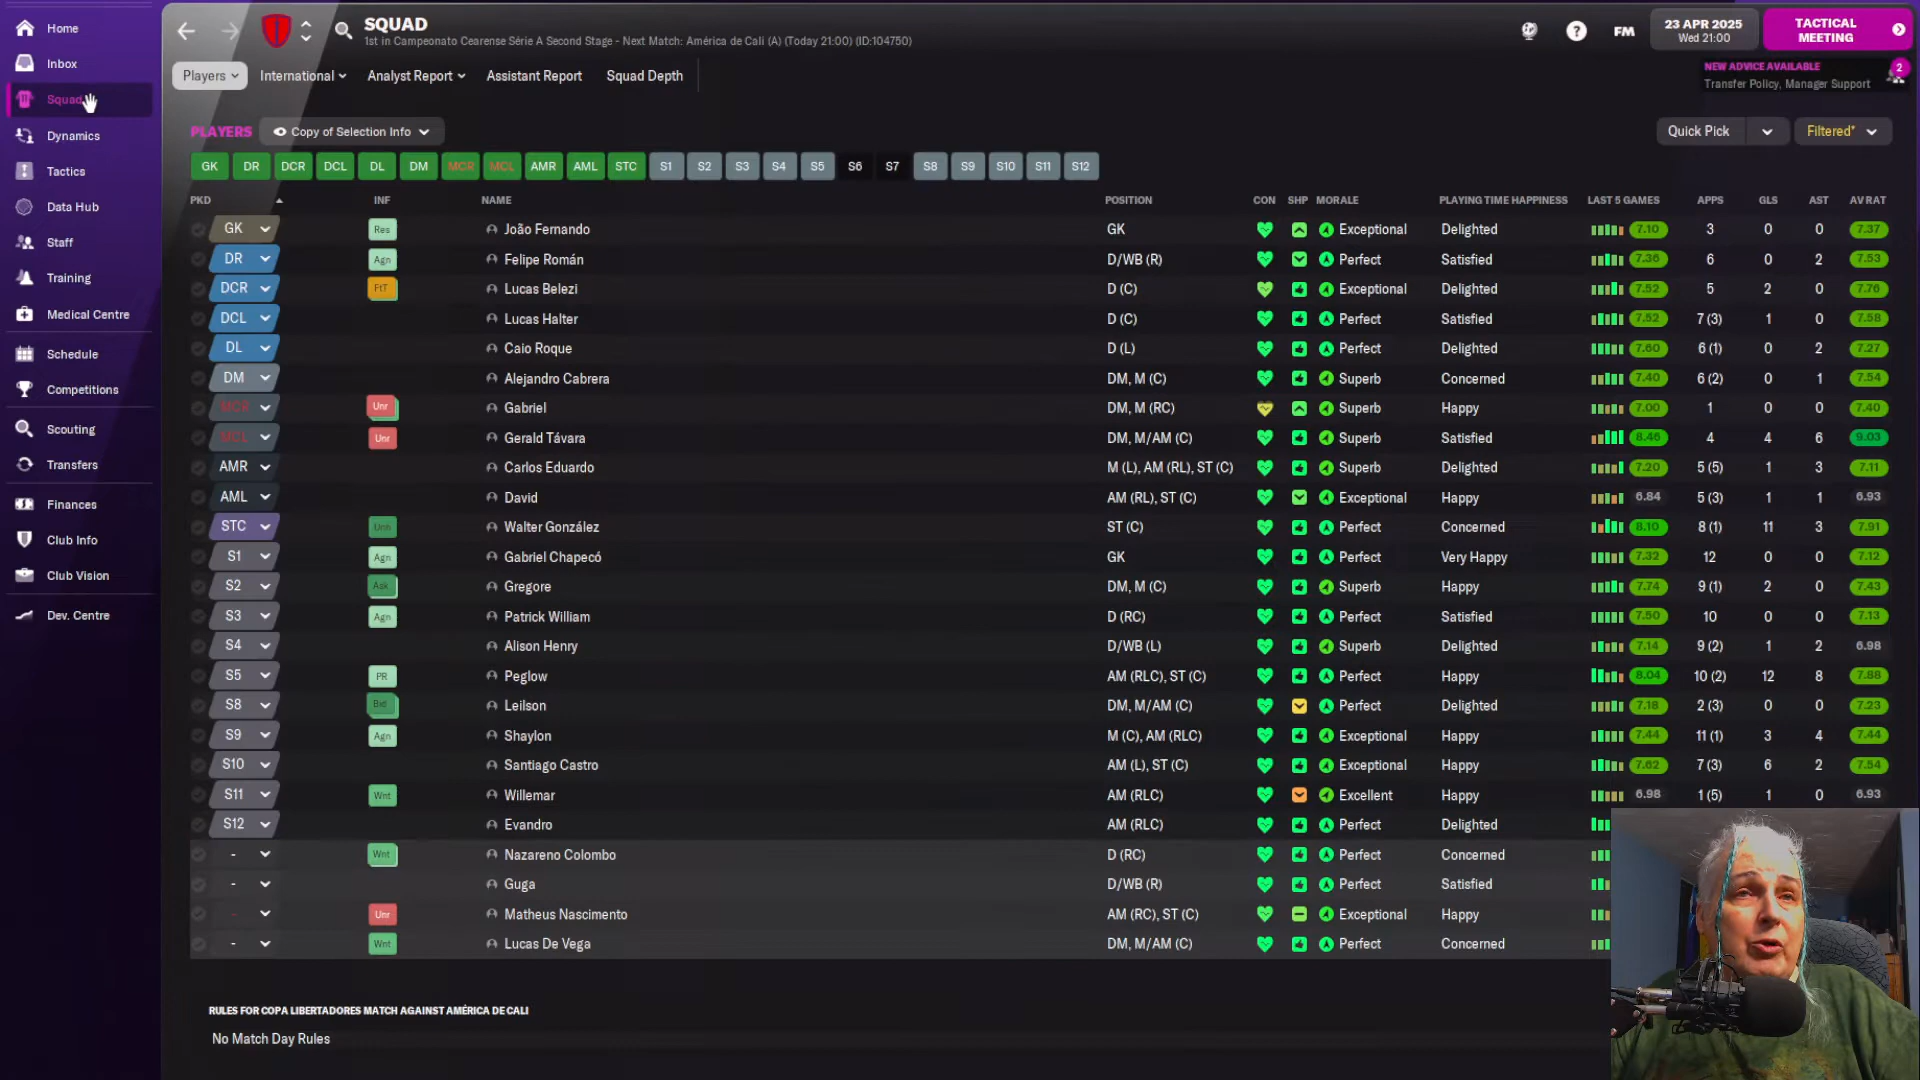 Home
Inbox
Squad
Dynamics
Tactics
Data Hub
Staff
Training
Medical Centre
Schedule
Competitions
Scouting
Transfers
Finances
Club Info
Club Vision
Dev. Centre
SQUAD
1st in Campeonato Cearense Série A Second Stage - Next Match: América de Cali (A) (Today 21:00) (ID:104750)
FM
23 APR 2025
Wed 21:00
TACTICAL MEETING
NEW ADVICE AVAILABLE
Transfer Policy, Manager Support
2
Players International Analyst Report Assistant Report Squad Depth
PLAYERS Copy of Selection Info Quick Pick Filtered*
GK DR DCR DCL DL DM MCR MCL AMR AML STC S1 S2 S3 S4 S5 S6 S7 S8 S9 S10 S11 S12
PKD INF NAME POSITION CON SHP MORALE PLAYING TIME HAPPINESS LAST 5 GAMES APPS GLS AST AV RAT
GK Res João Fernando GK Exceptional Delighted 7.10 3 0 0 7.37
DR Agn Felipe Román D/WB (R) Perfect Satisfied 7.36 6 0 2 7.53
DCR FtT Lucas Belezi D (C) Exceptional Delighted 7.52 5 2 0 7.76
DCL Lucas Halter D (C) Perfect Satisfied 7.52 7 (3) 1 0 7.58
DL Caio Roque D (L) Perfect Delighted 7.60 6 (1) 0 2 7.27
DM Alejandro Cabrera DM, M (C) Superb Concerned 7.40 6 (2) 0 1 7.54
MCR Unr Gabriel DM, M (RC) Superb Happy 7.00 1 0 0 7.40
MCL Unr Gerald Távara DM, M/AM (C) Superb Satisfied 8.46 4 4 6 9.03
AMR Carlos Eduardo M (L), AM (RL), ST (C) Superb Delighted 7.20 5 (5) 1 3 7.11
AML David AM (RL), ST (C) Exceptional Happy 6.84 5 (3) 1 1 6.93
STC Unn Walter González ST (C) Perfect Concerned 8.10 8 (1) 11 3 7.91
S1 Agn Gabriel Chapecó GK Perfect Very Happy 7.32 12 0 0 7.12
S2 Ask Gregore DM, M (C) Superb Happy 7.74 9 (1) 2 0 7.43
S3 Agn Patrick William D (RC) Perfect Satisfied 7.50 10 0 0 7.13
S4 Alison Henry D/WB (L) Superb Delighted 7.14 9 (2) 1 2 6.98
S5 PR Peglow AM (RLC), ST (C) Perfect Happy 8.04 10 (2) 12 8 7.88
S8 Bid Leilson DM, M/AM (C) Perfect Delighted 7.18 2 (3) 0 0 7.23
S9 Agn Shaylon M (C), AM (RLC) Exceptional Happy 7.44 11 (1) 3 4 7.44
S10 Santiago Castro AM (L), ST (C) Exceptional Happy 7.62 7 (3) 6 2 7.54
S11 Wnt Willemar AM (RLC) Excellent Happy 6.98 1 (5) 1 0 6.93
S12 Evandro AM (RLC) Perfect Delighted
- Wnt Nazareno Colombo D (RC) Perfect Concerned
- Guga D/WB (R) Perfect Satisfied
- Unr Matheus Nascimento AM (RC), ST (C) Exceptional Happy
- Wnt Lucas De Vega DM, M/AM (C) Perfect Concerned
RULES FOR COPA LIBERTADORES MATCH AGAINST AMÉRICA DE CALI
No Match Day Rules